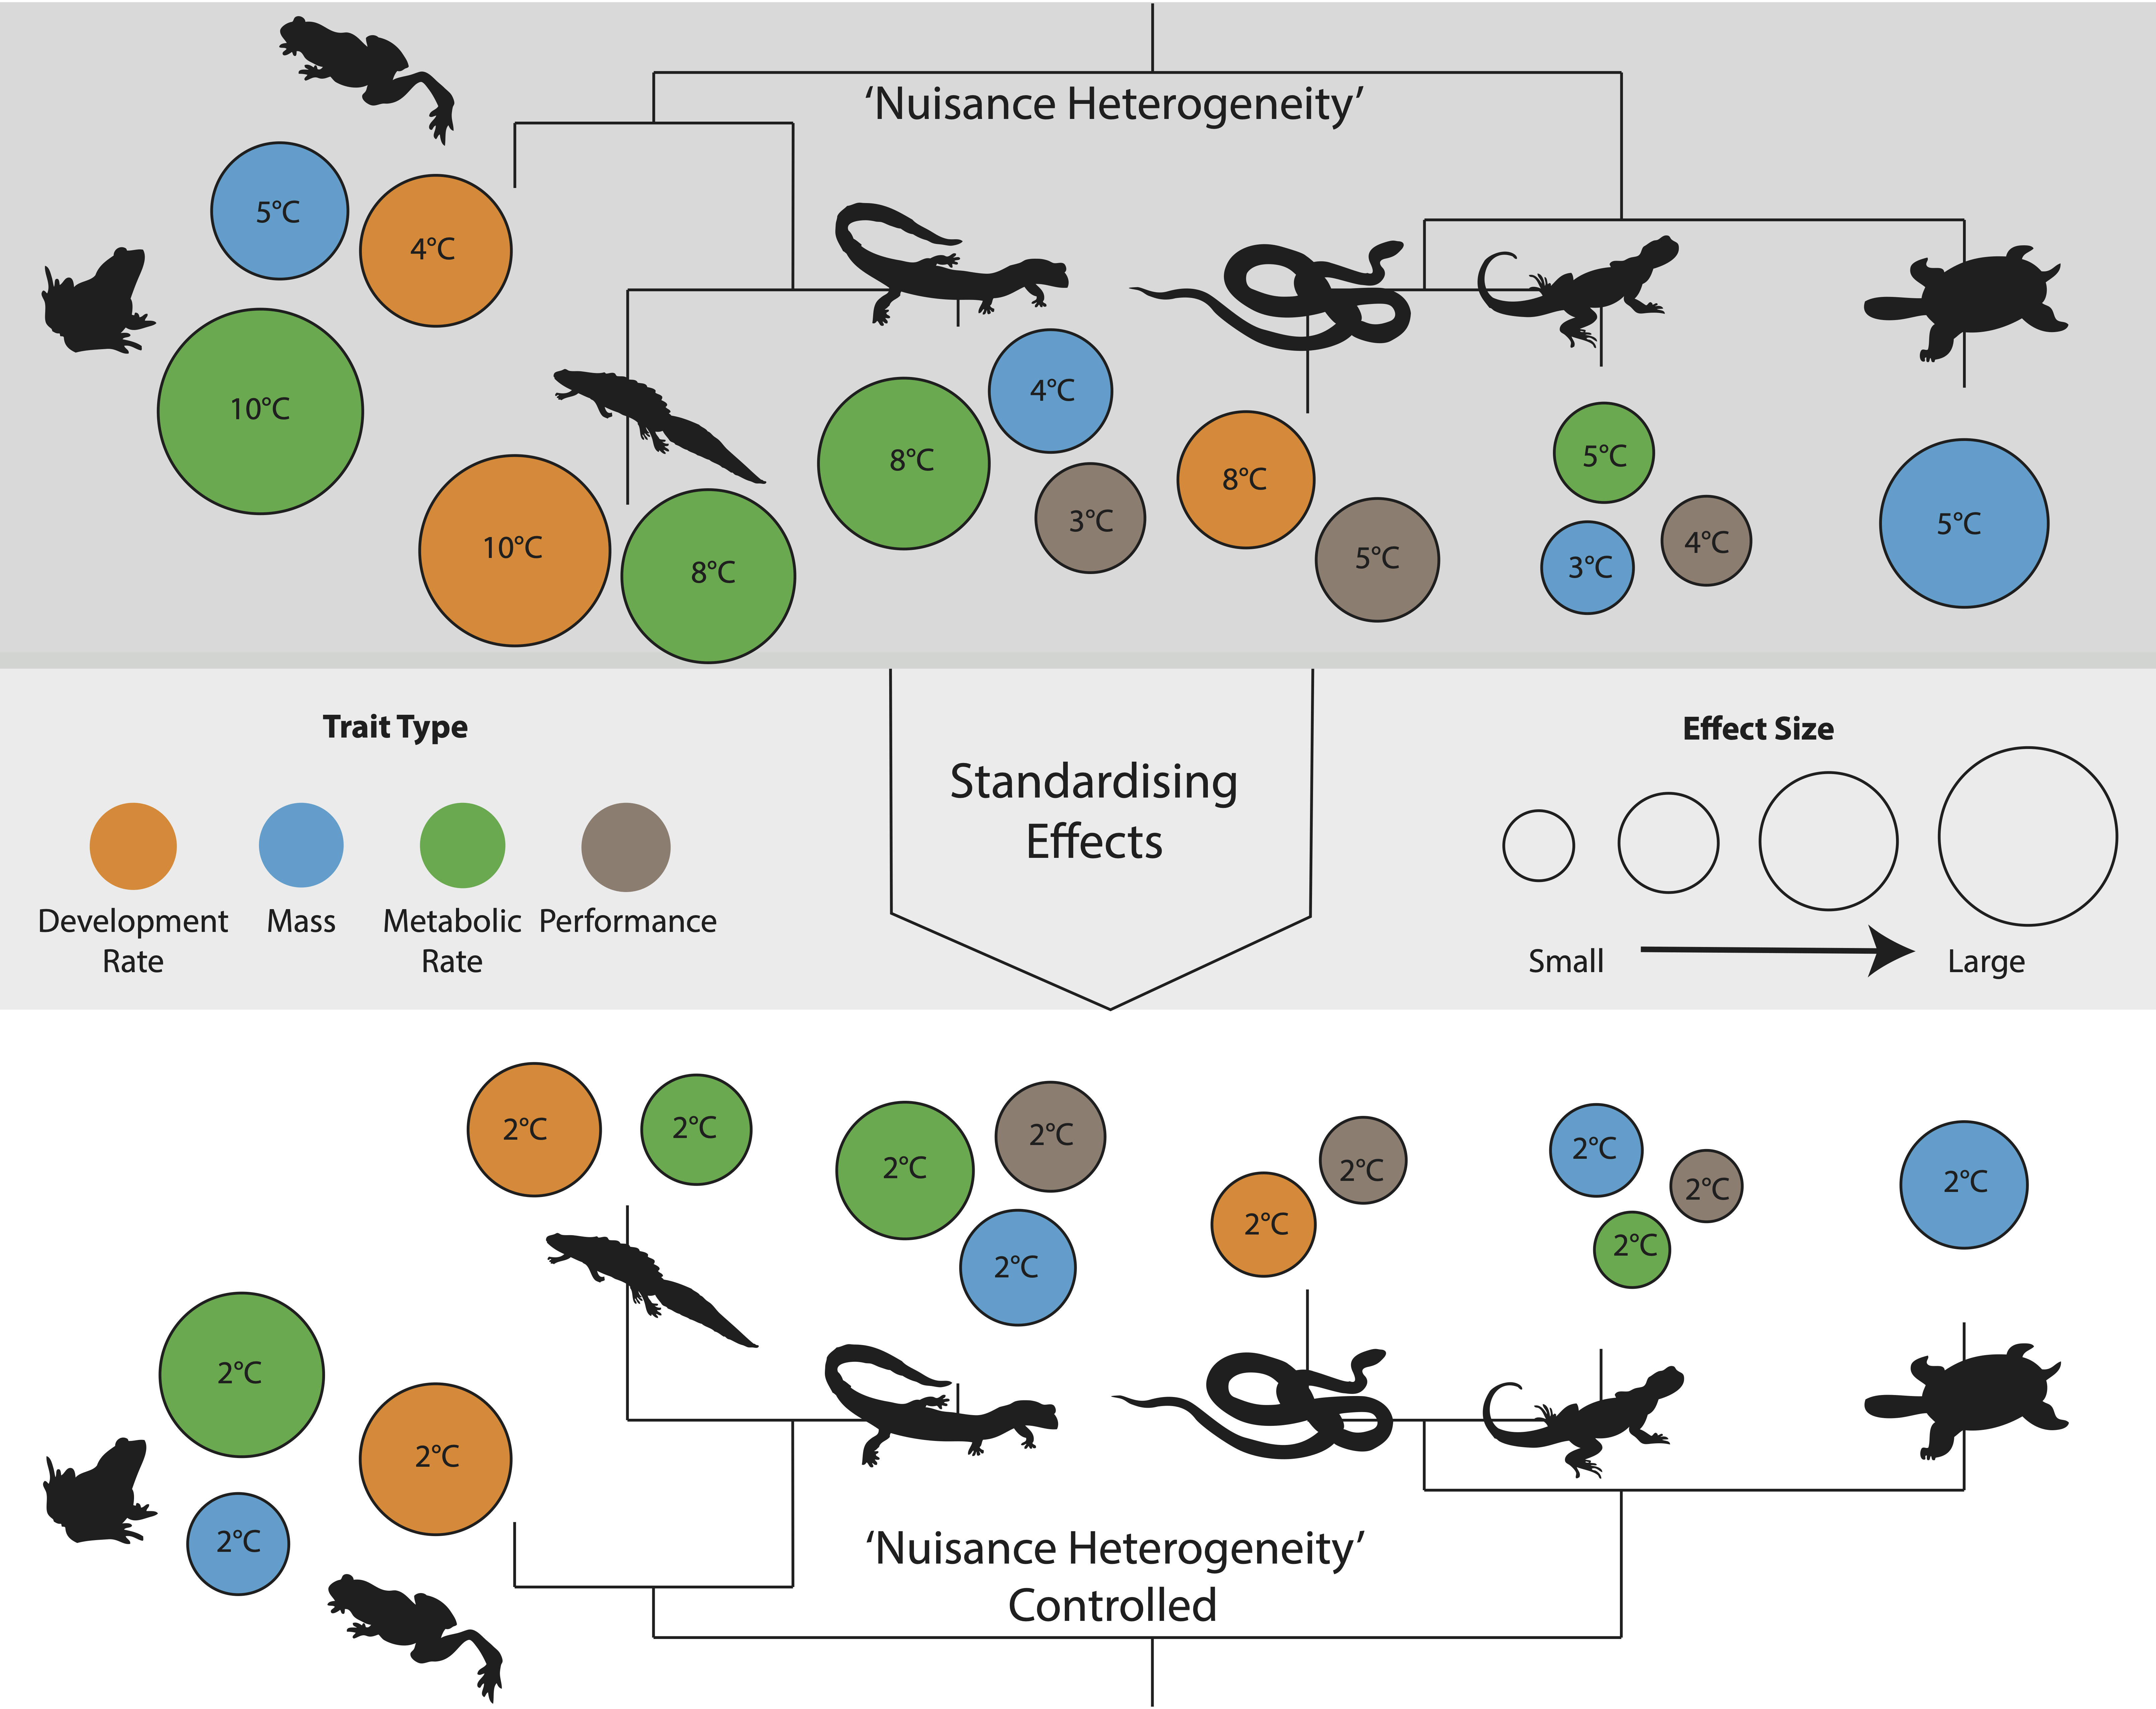 ‘Nuisance Heterogeneity’
5°C
4°C
10°C
10°C
8°C
8°C
4°C
3°C
8°C
5°C
5°C
3°C
4°C
5°C
Trait Type
Development
Rate
Mass
Metabolic
Rate
Performance
Standardising
Effects
Effect Size
Small
Large
2°C
2°C
2°C
2°C
2°C
2°C
2°C
2°C
2°C
2°C
2°C
2°C
2°C
2°C
‘Nuisance Heterogeneity’
Controlled